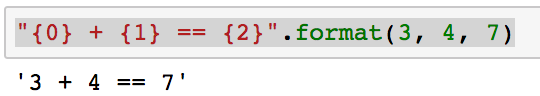 "{0} + {1} == {2}".format(3, 4, 7)
'3 + 4 == 7'